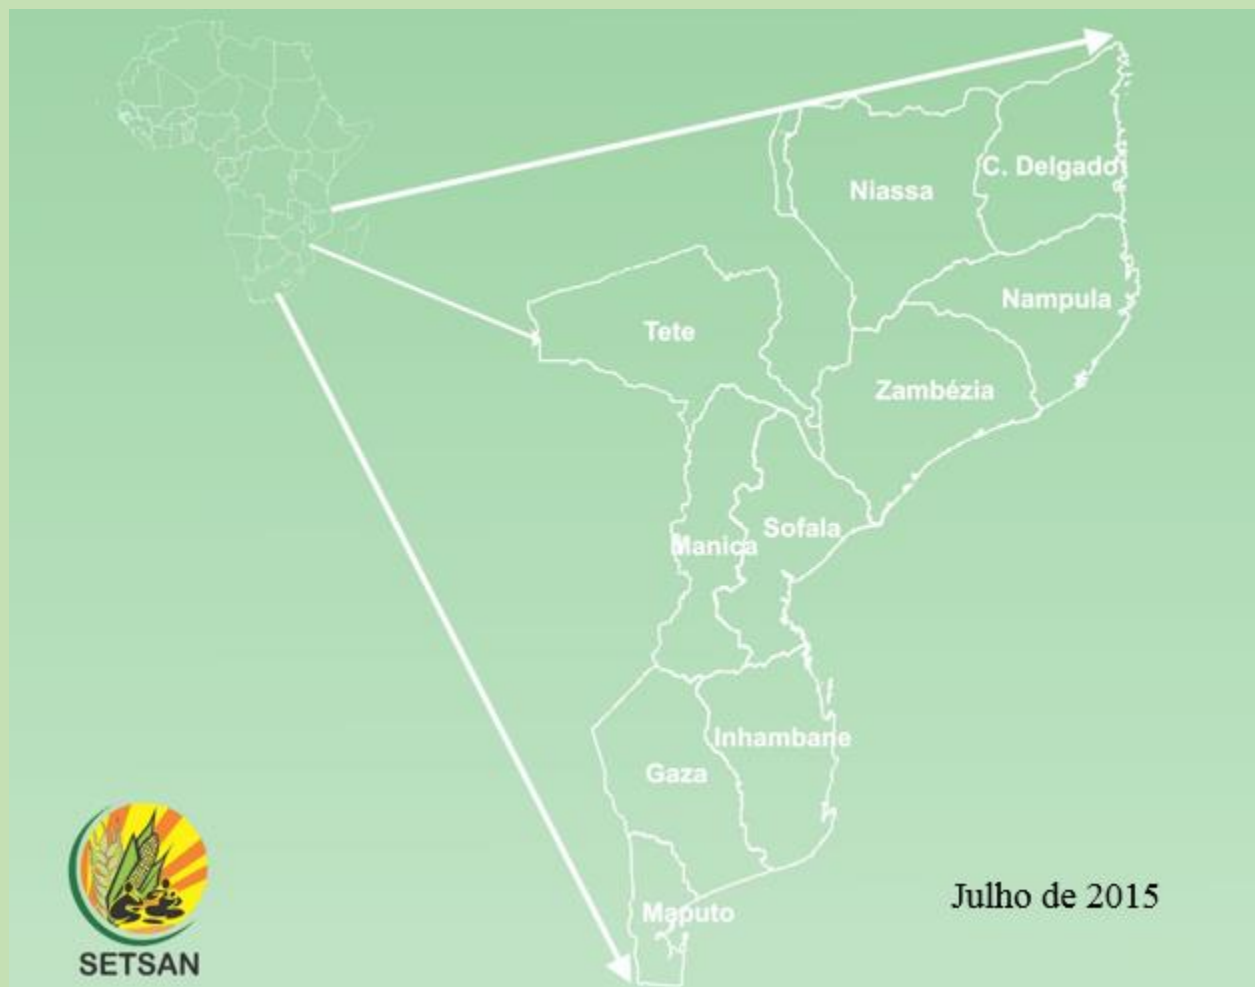 C. Delgado
Niassa
Nampula
Tete
Zambézia
Sofala
Manica
Inhambane
Gaza
Maputo
Julho de 2015
SETSAN